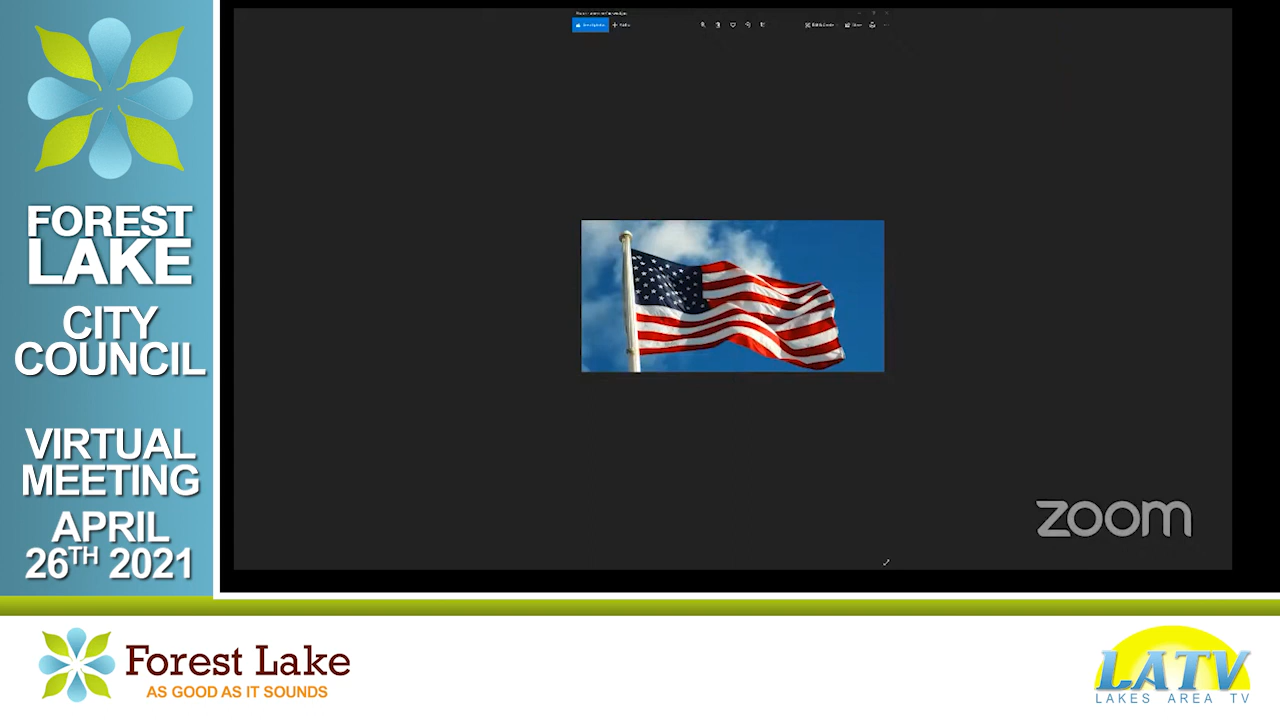 FOREST
LAKE
CITY
COUNCIL
VIRTUAL
MEETING
APRIL
26TH 2021
zoom
Forest Lake
AS GOOD AS IT SOUNDS
LATV
LAKES AREA TV